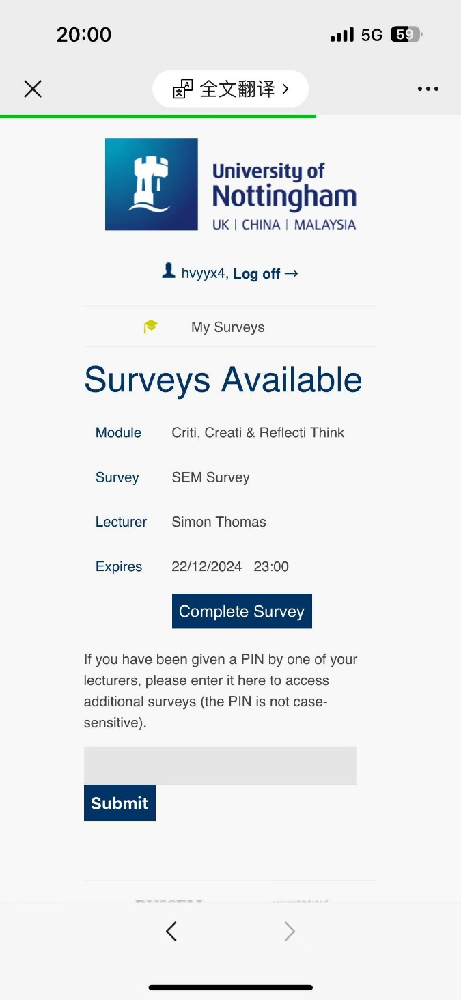 20:00
5G
59
全文翻译
University of
Nottingham
UK | CHINA | MALAYSIA
hvyyx4, Log off →
My Surveys
Surveys Available
Module Criti, Creati & Reflecti Think
Survey SEM Survey
Lecturer Simon Thomas
Expires 22/12/2024 23:00
Complete Survey
If you have been given a PIN by one of your
lecturers, please enter it here to access
additional surveys (the PIN is not case-
sensitive).
Submit